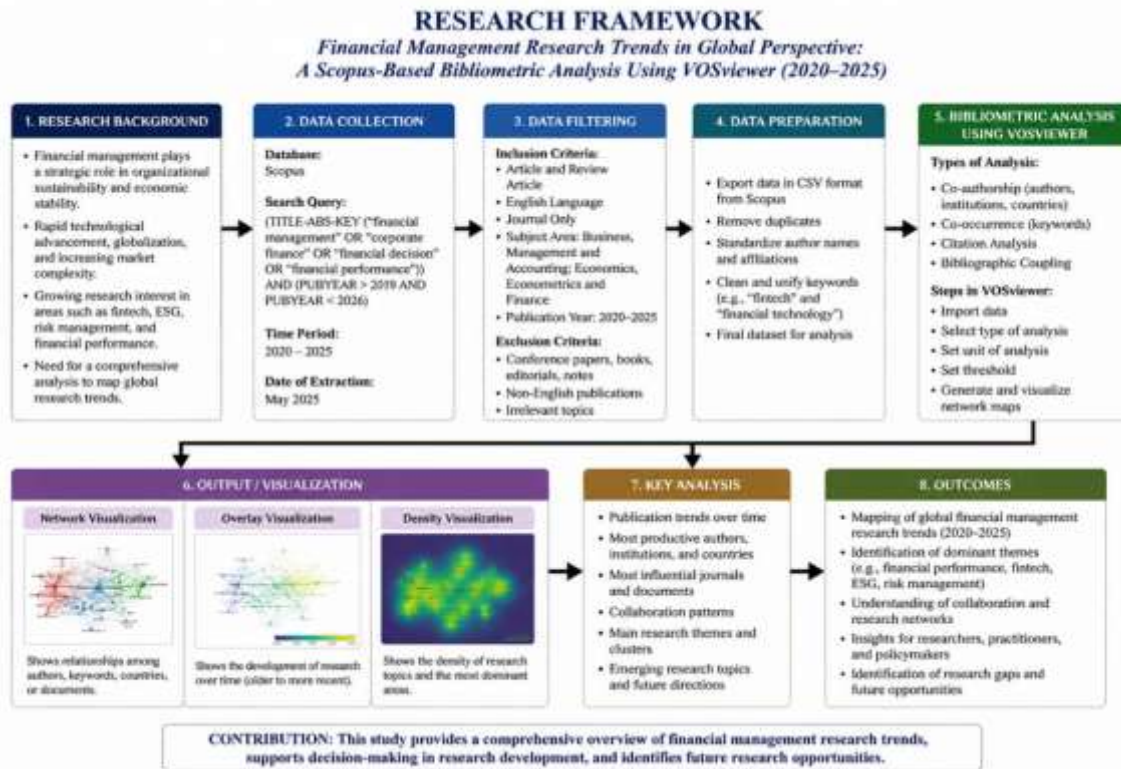 RESEARCH FRAMEWORK
Financial Management Research Trends in Global Perspective:
A Scopus-Based Bibliometric Analysis Using VOSviewer (2020–2025)
1. RESEARCH BACKGROUND
• Financial management plays
a strategic role in organizational
sustainability and economic
stability.
• Rapid technological
advancement, globalization,
and increasing market
complexity.
• Growing research interest in
areas such as fintech, ESG,
risk management, and
financial performance.
• Need for a comprehensive
analysis to map global
research trends.
2. DATA COLLECTION
Database:
Scopus
Search Query:
(TITLE-ABS-KEY ("financial
management" OR "corporate
finance" OR "financial decision"
OR "financial performance"))
AND (PUBYEAR > 2019 AND
PUBYEAR < 2026)
Time Period:
2020 – 2025
Date of Extraction:
May 2025
3. DATA FILTERING
Inclusion Criteria:
• Article and Review
Article
• English Language
• Journal Only
• Subject Area: Business,
Management and
Accounting; Economics,
Econometrics and
Finance
• Publication Year: 2020–2025
Exclusion Criteria:
• Conference papers, books,
editorials, notes
• Non-English publications
• Irrelevant topics
4. DATA PREPARATION
• Export data in CSV format
from Scopus
• Remove duplicates
• Standardize author names
and affiliations
• Clean and unify keywords
(e.g., "fintech" and
"financial technology")
• Final dataset for analysis
5. BIBLIOMETRIC ANALYSIS
USING VOSVIEWER
Types of Analysis:
• Co-authorship (authors,
institutions, countries)
• Co-occurrence (keywords)
• Citation Analysis
• Bibliographic Coupling
Steps in VOSviewer:
• Import data
• Select type of analysis
• Set unit of analysis
• Set threshold
• Generate and visualize
network maps
6. OUTPUT / VISUALIZATION
Network Visualization
Shows relationships among
authors, keywords, countries,
or documents.
Overlay Visualization
Shows the development of research
over time (older to more recent).
Density Visualization
Shows the density of research
topics and the most dominant
areas.
7. KEY ANALYSIS
• Publication trends over time
• Most productive authors,
institutions, and countries
• Most influential journals
and documents
• Collaboration patterns
• Main research themes and
clusters
• Emerging research topics
and future directions
8. OUTCOMES
• Mapping of global financial management
research trends (2020–2025)
• Identification of dominant themes
(e.g., financial performance, fintech,
ESG, risk management)
• Understanding of collaboration and
research networks
• Insights for researchers, practitioners,
and policymakers
• Identification of research gaps and
future opportunities
CONTRIBUTION: This study provides a comprehensive overview of financial management research trends,
supports decision-making in research development, and identifies future research opportunities.